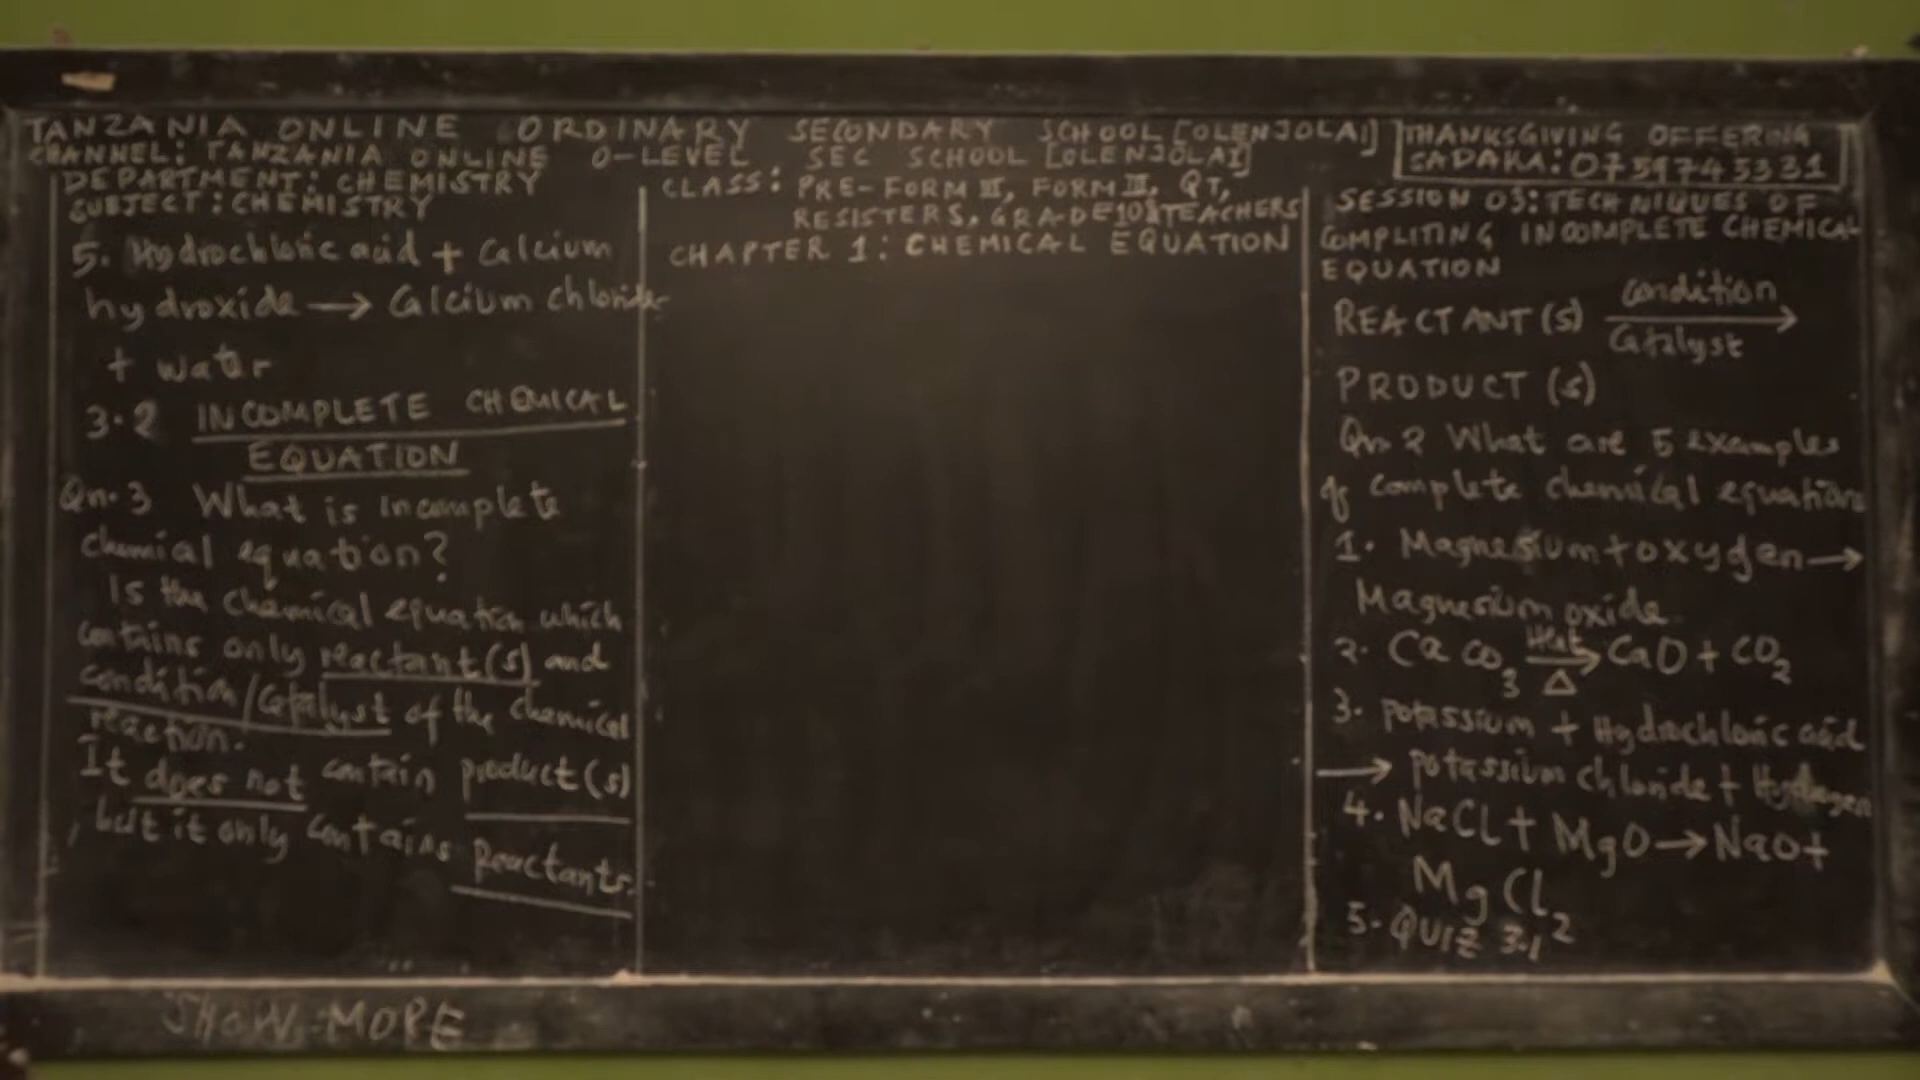 TANZANIA ONLINE ORDINARY SECONDARY SCHOOL [OLENJOLAI]
CHANNEL: TANZANIA ONLINE O-LEVEL SEC SCHOOL [OLENJOLAI]
THANKSGIVING OFFERING
SADAKA: 0759745331
DEPARTMENT: CHEMISTRY
SUBJECT: CHEMISTRY
5. Hydrochloric acid + Calcium
hydroxide → Calcium chloride
+ water
3.2 INCOMPLETE CHEMICAL
EQUATION
Qn.3 What is incomplete
chemial equation?
Is the chemical equation which
contains only reactant(s) and
condition/Catalyst of the chemical
reaction.
It does not contain product(s)
, but it only contains Reactants.
CLASS: PRE-FORM II, FORM III, QT,
RESISTERS, GRADE 10 & TEACHERS
CHAPTER 1: CHEMICAL EQUATION
SESSION 03: TECHNIQUES OF
COMPLITING INCOMPLETE CHEMICAL
EQUATION
condition
REACTANT(S) →
Catalyst
PRODUCT (s)
Qn 2 What are 5 examples
of complete chemical equations
1. Magnesium + oxygen →
Magnesium oxide
2. CaCO3 Heat → Δ CaO + CO2
3. potassium + Hydrochloric acid
→ potassium chloride + Hydrogen
4. NaCl + MgO → NaO +
MgCl2
5. QUIZ 3.1
SHOW MORE